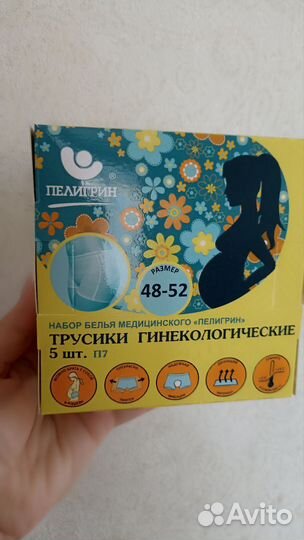 ПЕЛИГРИН®
РАЗМЕР
48-52
НАБОР БЕЛЬЯ МЕДИЦИНСКОГО «ПЕЛИГРИН»
ТРУСИКИ ГИНЕКОЛОГИЧЕСКИЕ
5 шт. П7
Avito